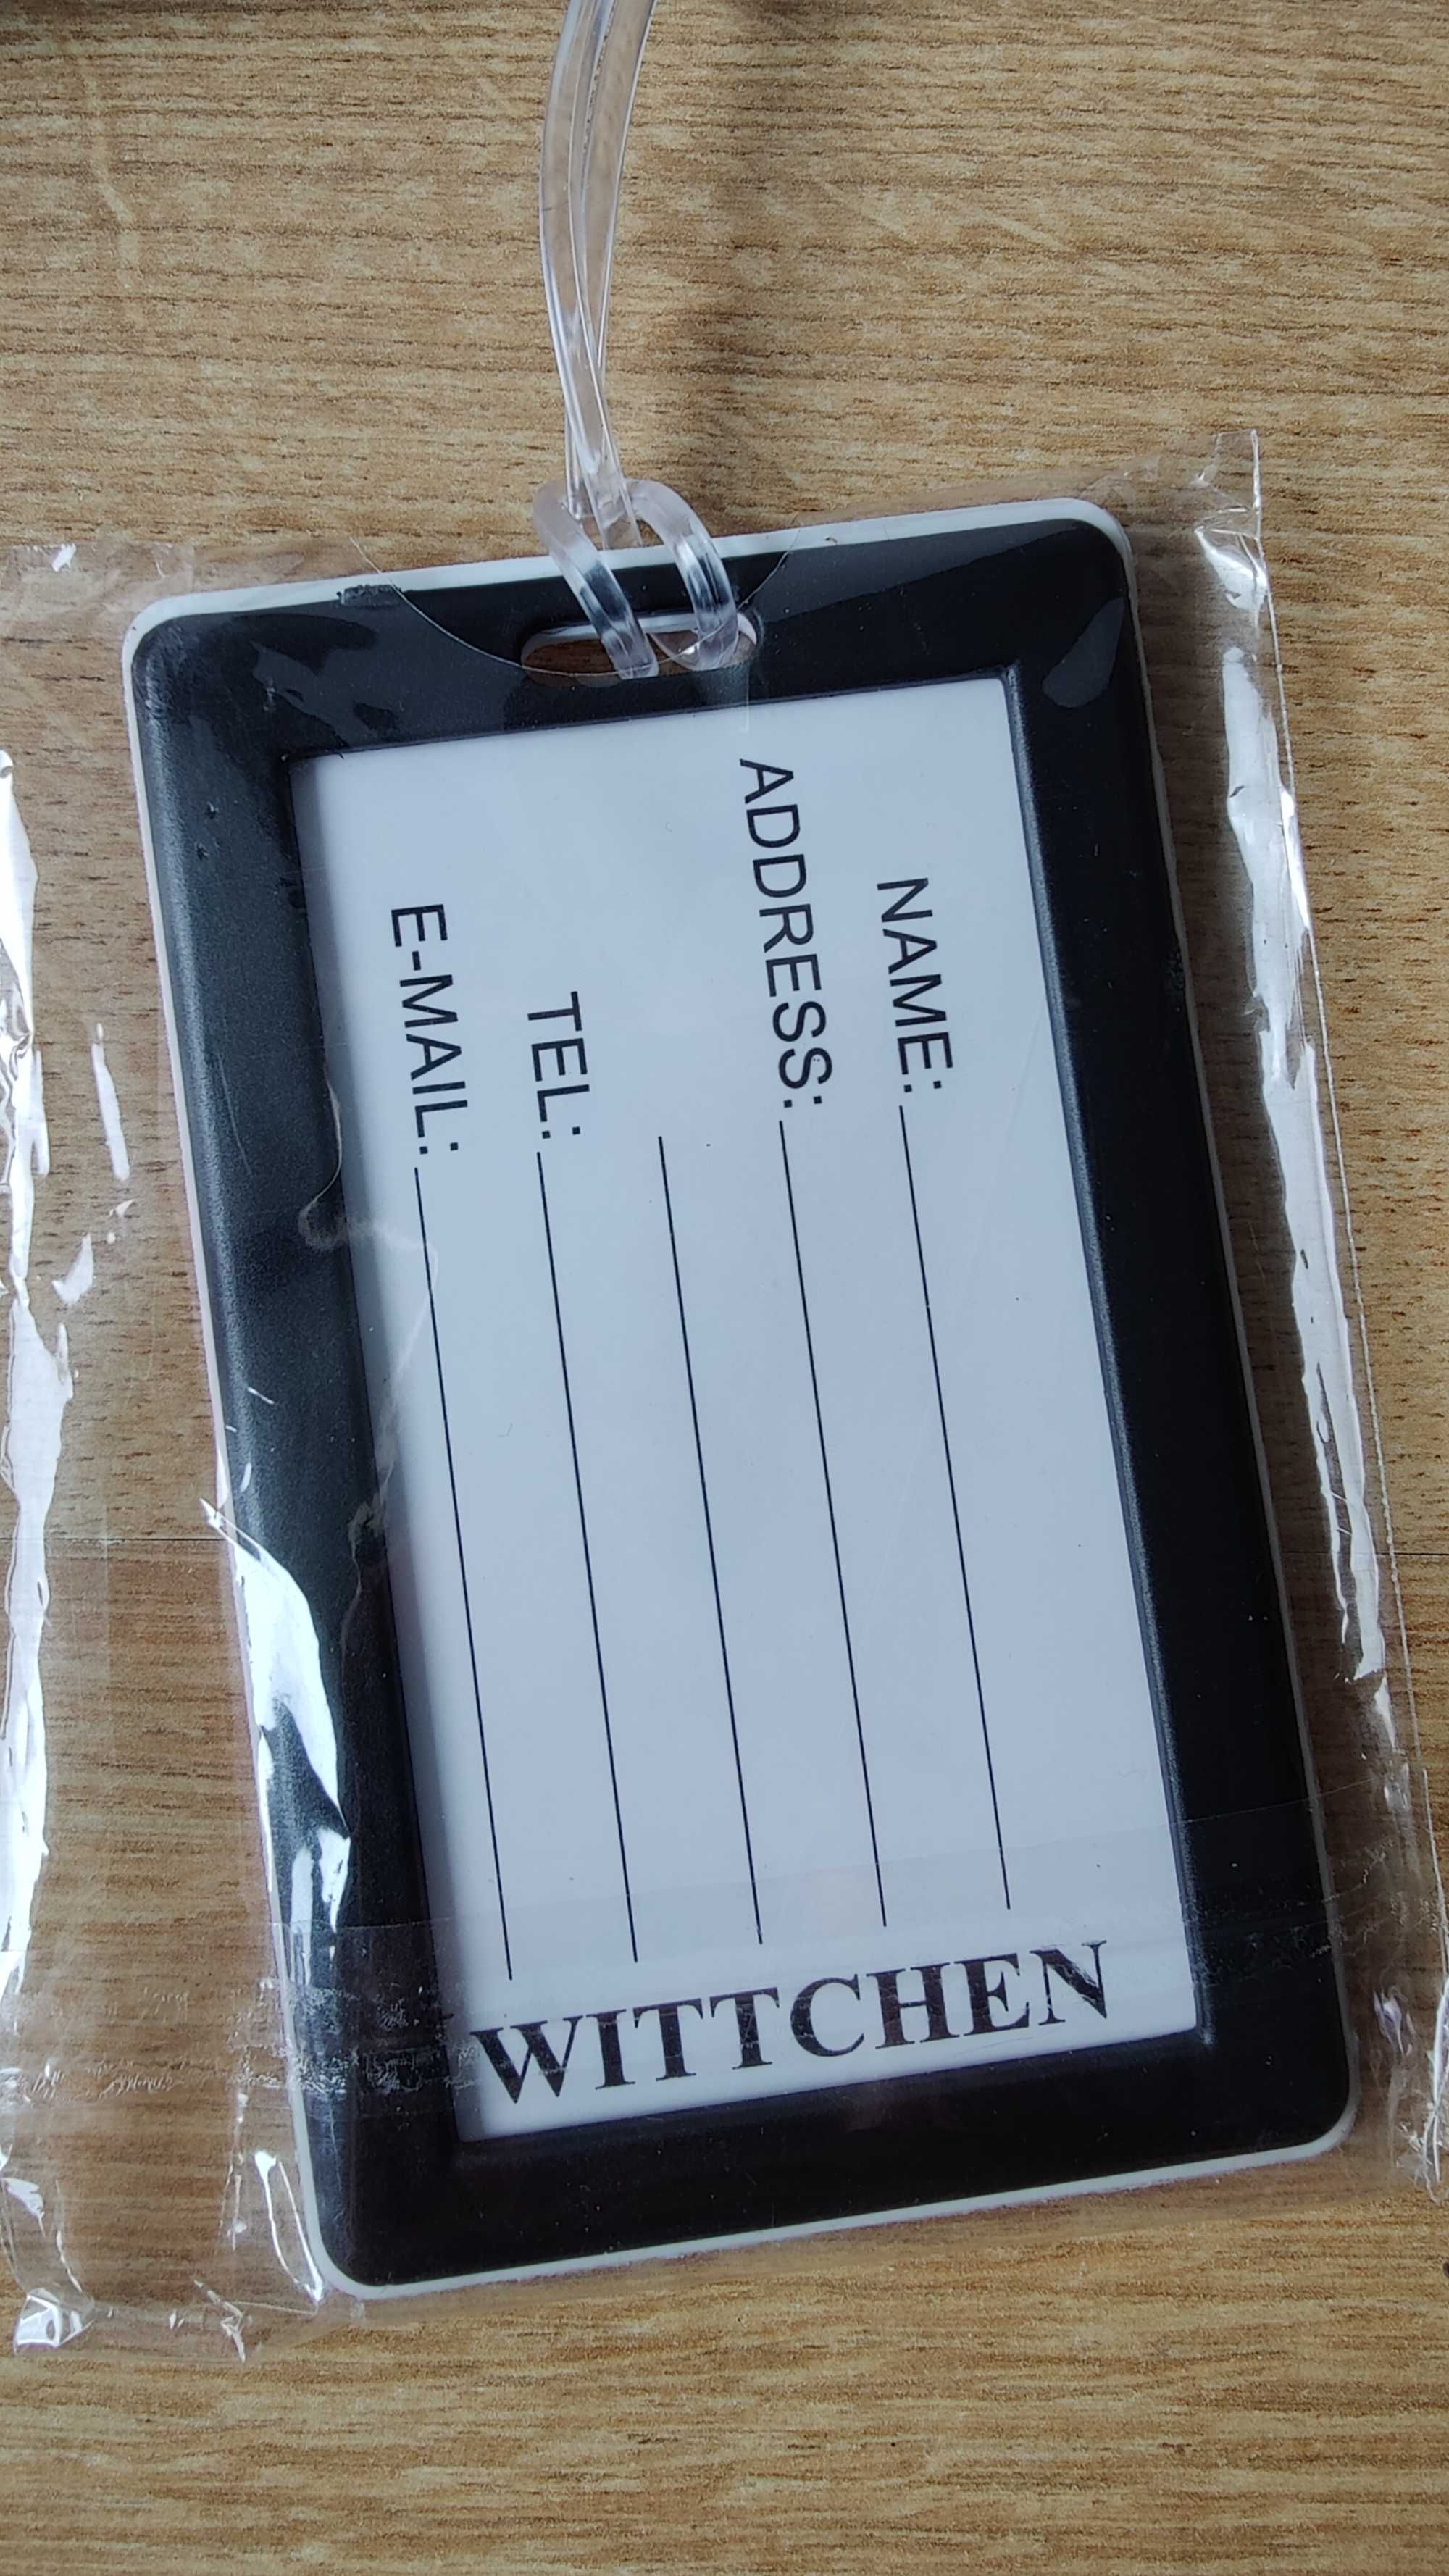 NAME:
ADDRESS:
TEL:
E-MAIL:
WITTCHEN